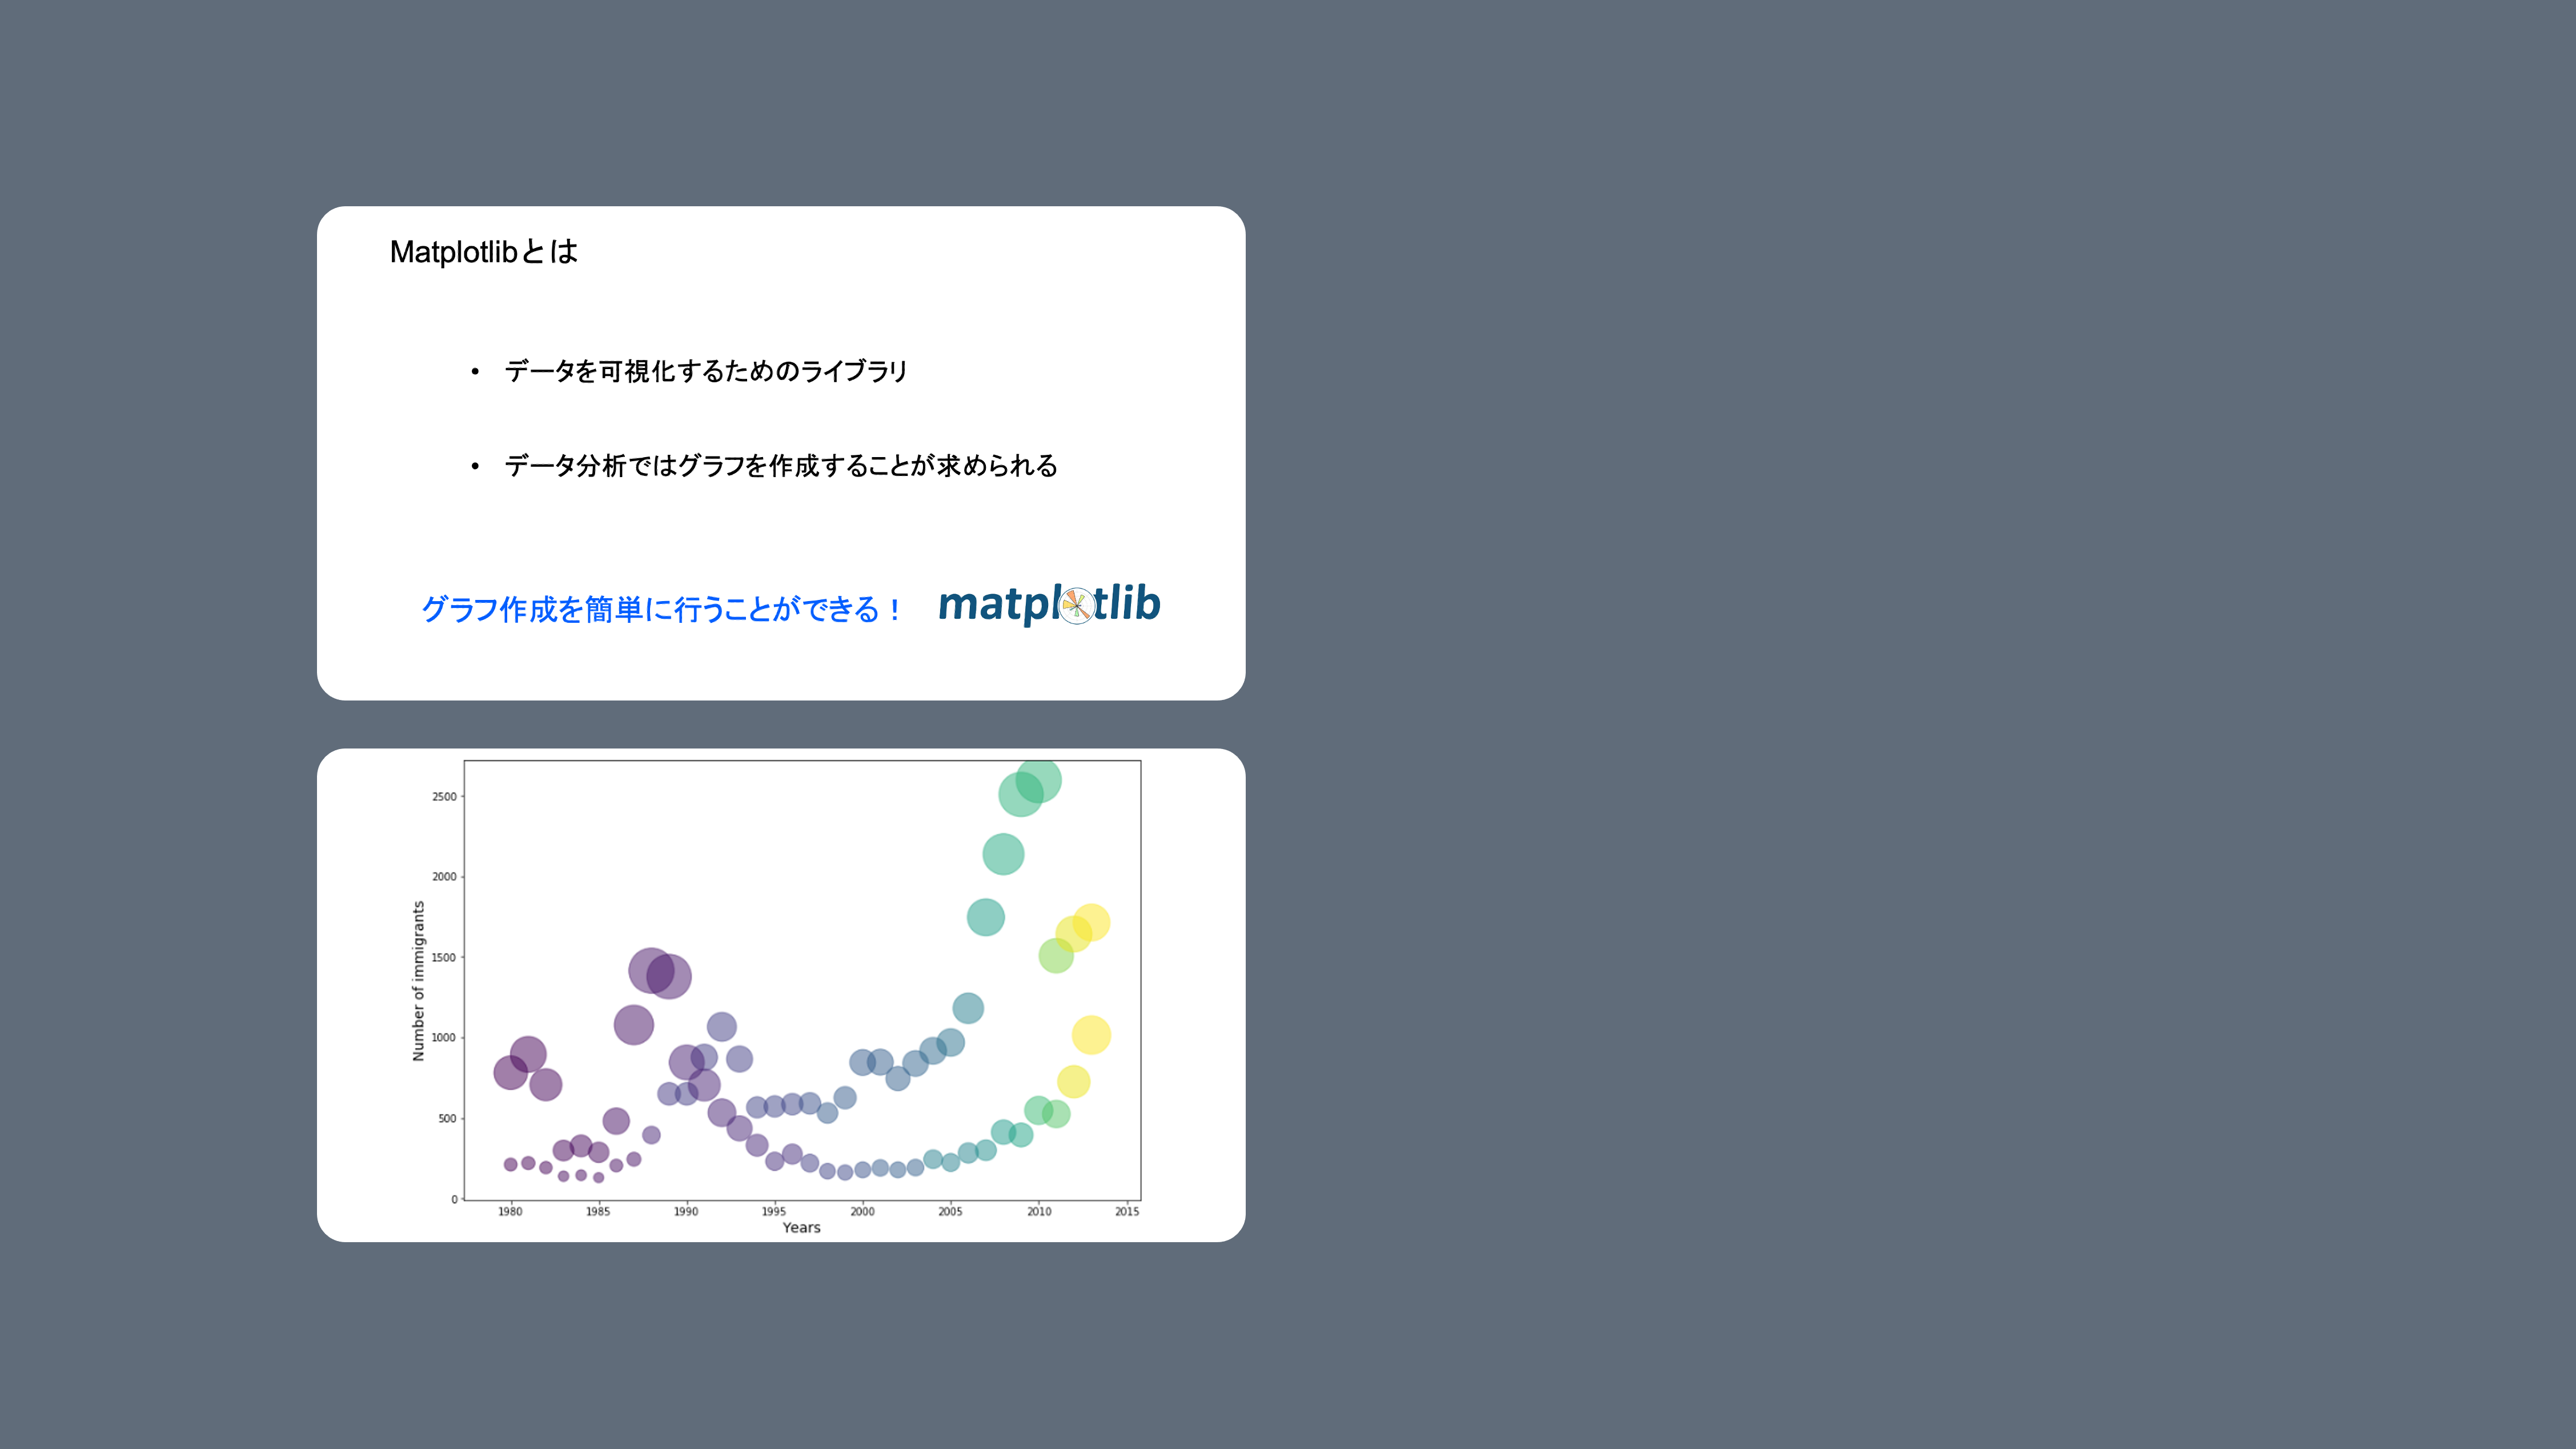 Matplotlibとは
• データを可視化するためのライブラリ
• データ分析ではグラフを作成することが求められる
グラフ作成を簡単に行うことができる！
matplotlib
2500
2000
1500
1000
500
0
Number of immigrants
1980 1985 1990 1995 2000 2005 2010 2015
Years